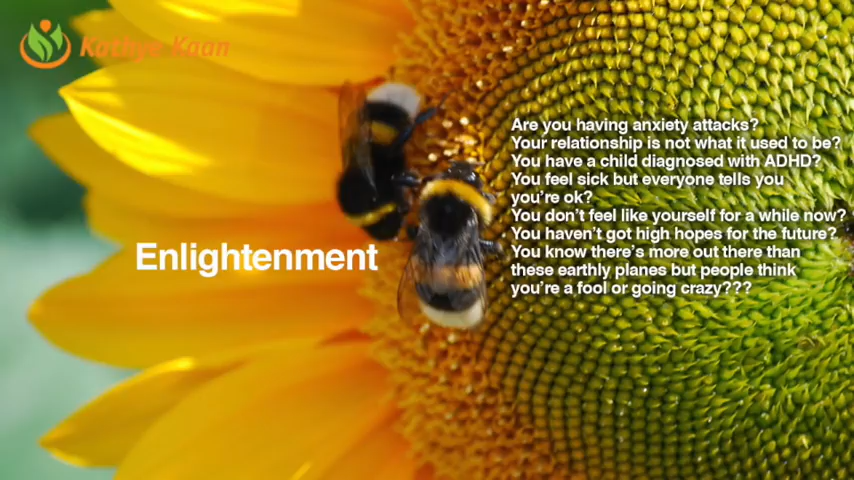 Kathye Kaan
Enlightenment
Are you having anxiety attacks?
Your relationship is not what it used to be?
You have a child diagnosed with ADHD?
You feel sick but everyone tells you
you're ok?
You don't feel like yourself for a while now?
You haven't got high hopes for the future?
You know there's more out there than
these earthly planes but people think
you're a fool or going crazy???